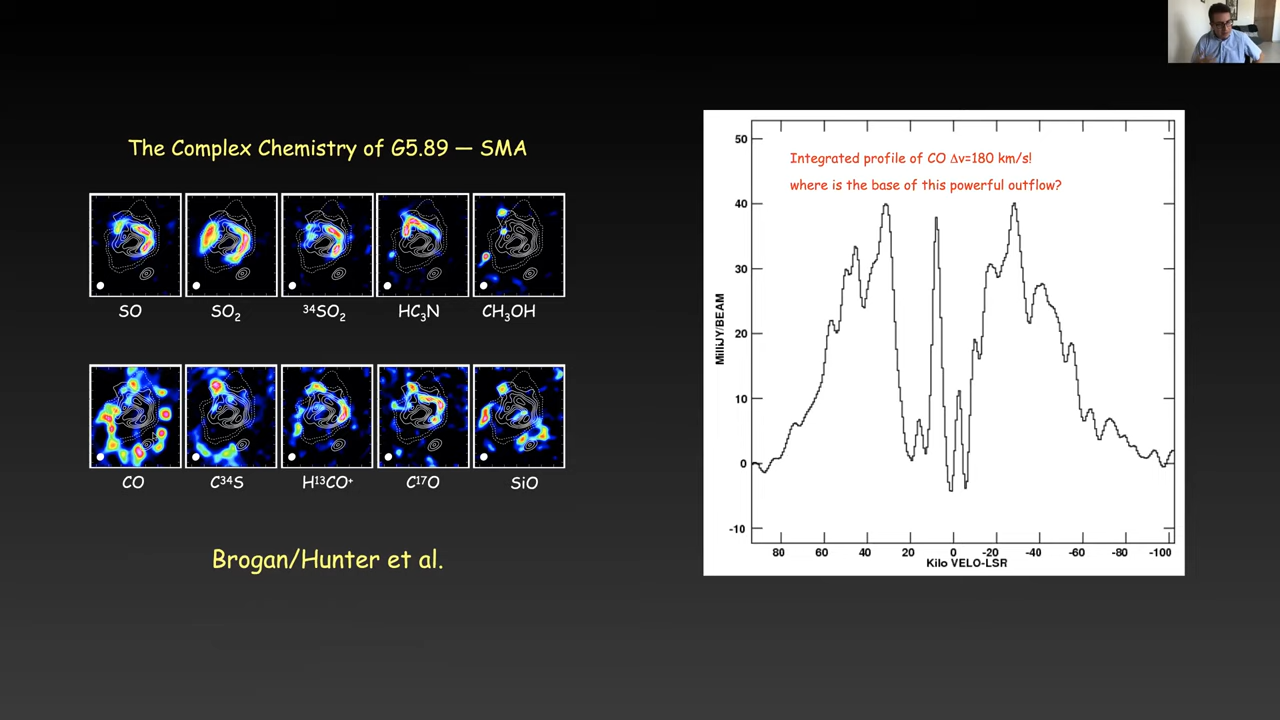 The Complex Chemistry of G5.89 — SMA
SO SO₂ ³⁴SO₂ HC₃N CH₃OH
CO C³⁴S H¹³CO⁺ C¹⁷O SiO
Brogan/Hunter et al.
Integrated profile of CO Δv=180 km/s!
where is the base of this powerful outflow?
MilliJY/BEAM
50
40
30
20
10
0
-10
80 60 40 20 0 -20 -40 -60 -80 -100
Kilo VELO-LSR